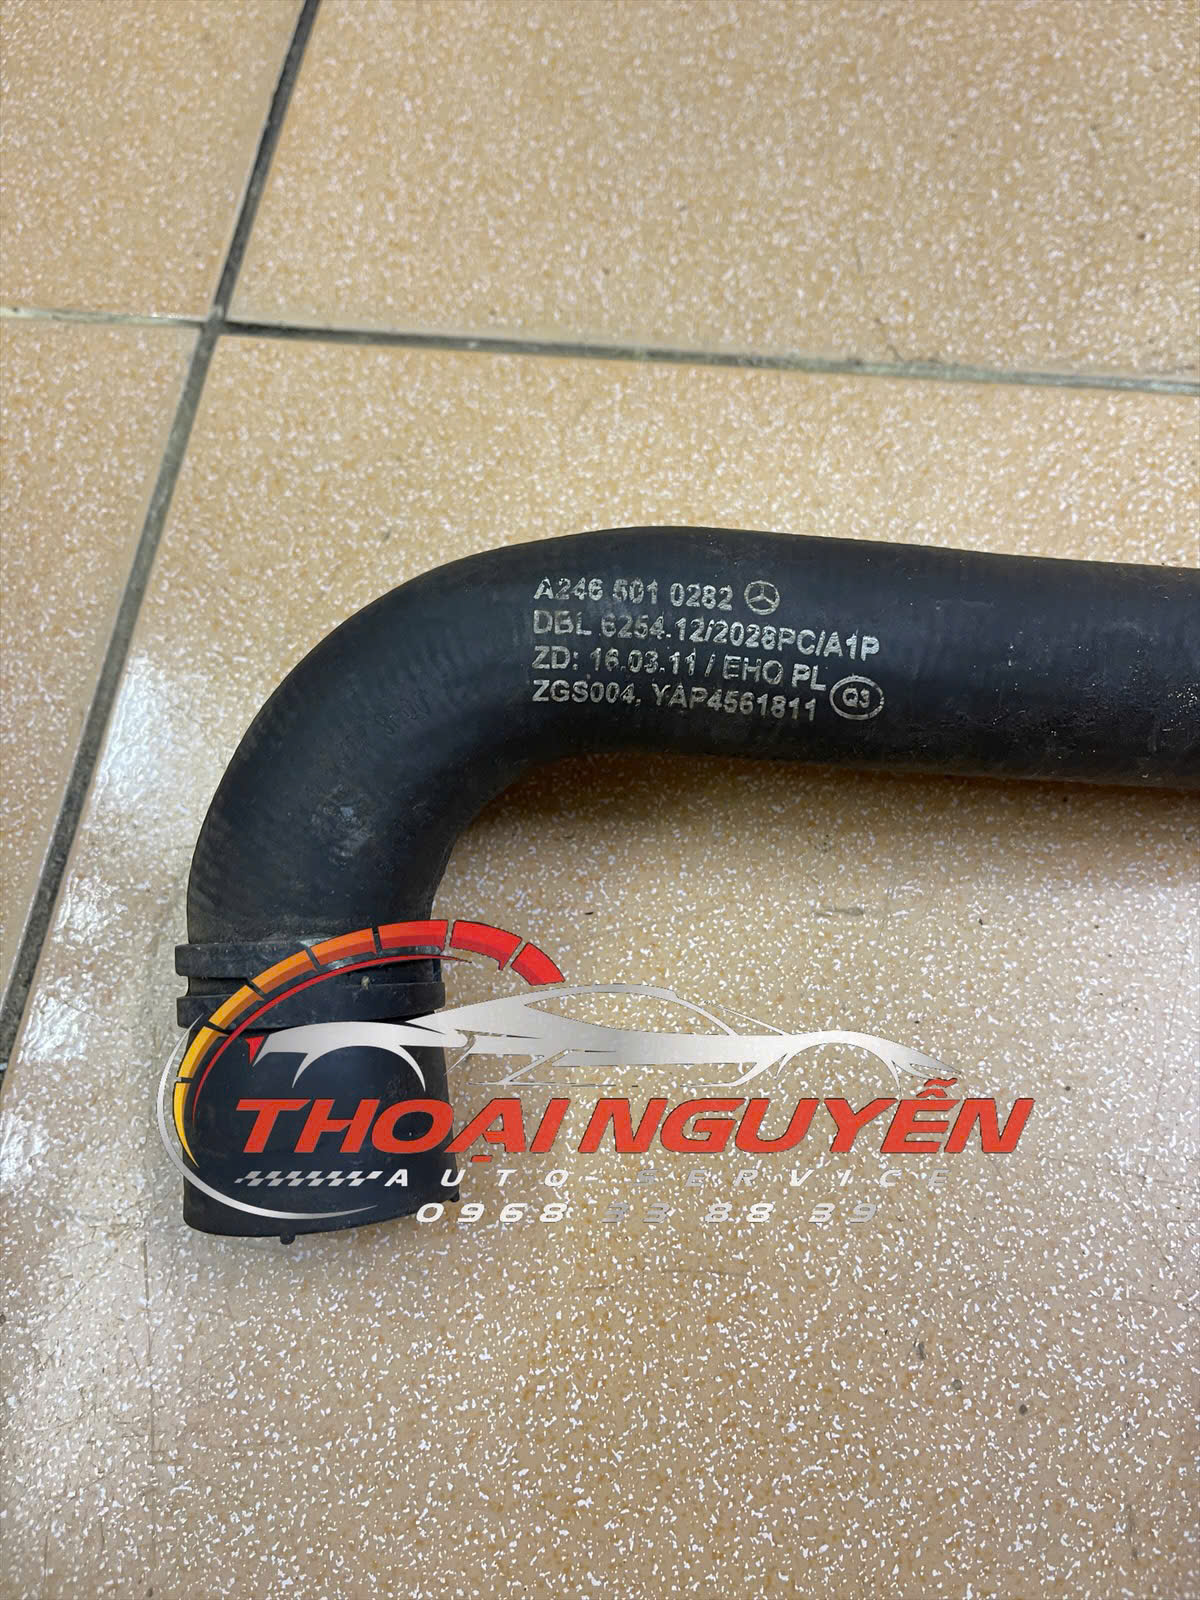 A246 501 0282
DBL 6254.12/2028PC/A1P
ZD: 16.03.11 / EHO PL
ZGS004, YAP4561811 Q3
THOẠI NGUYỄN
AUTO-SERVICE
0968 33 88 39